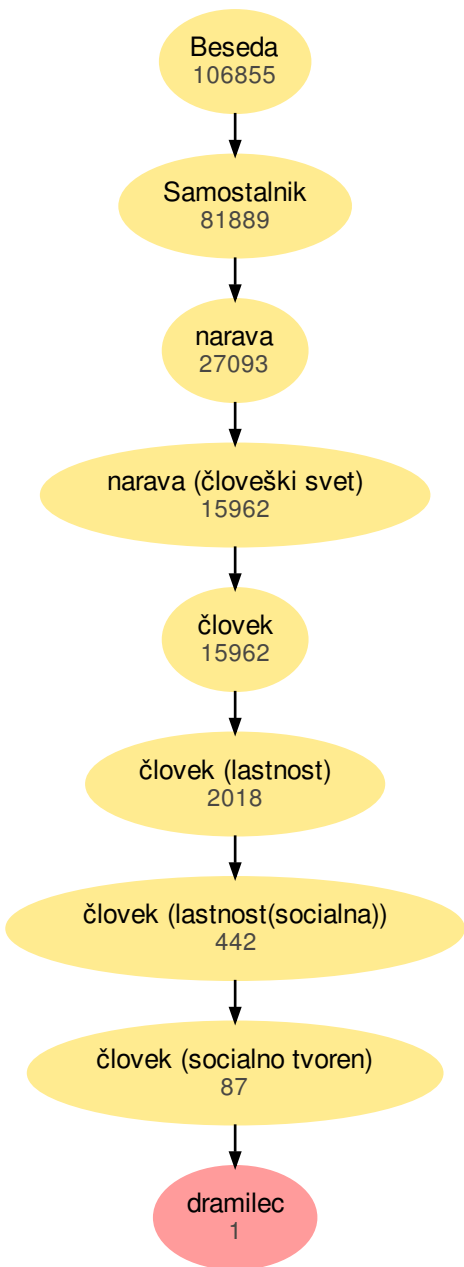 Beseda
106855
Samostalnik
81889
narava
27093
narava (človeški svet)
15962
človek
15962
človek (lastnost)
2018
človek (lastnost(socialna))
442
človek (socialno tvoren)
87
dramilec
1